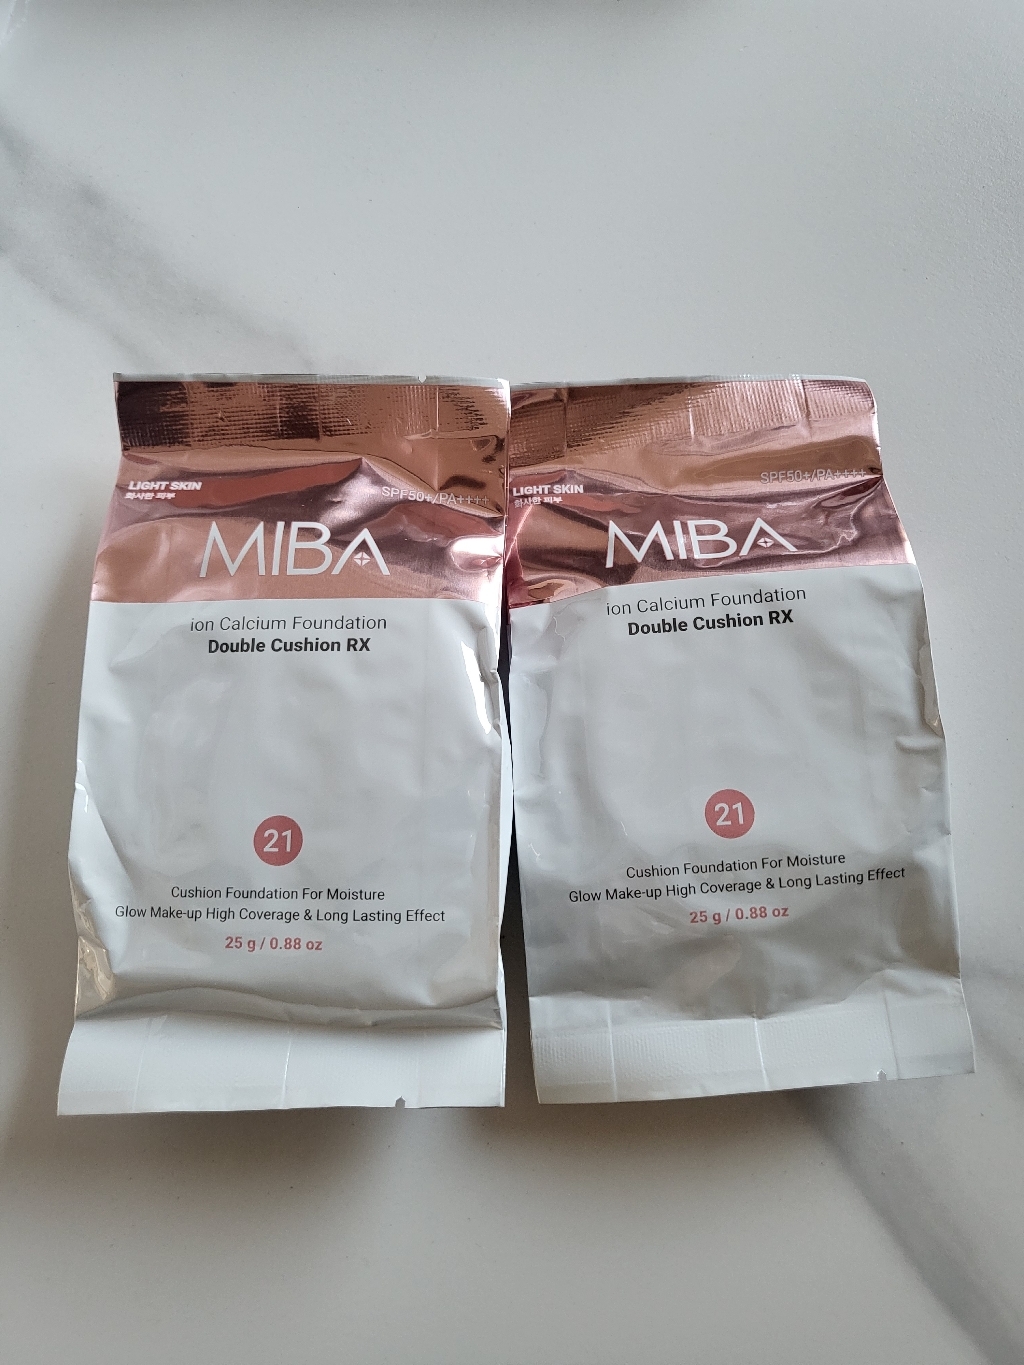 LIGHT SKIN
화사한 피부
SPF50+/PA++++
MIBA
ion Calcium Foundation
Double Cushion RX
21
Cushion Foundation For Moisture
Glow Make-up High Coverage & Long Lasting Effect
25 g / 0.88 oz
LIGHT SKIN
화사한 피부
SPF50+/PA++++
MIBA
ion Calcium Foundation
Double Cushion RX
21
Cushion Foundation For Moisture
Glow Make-up High Coverage & Long Lasting Effect
25 g / 0.88 oz